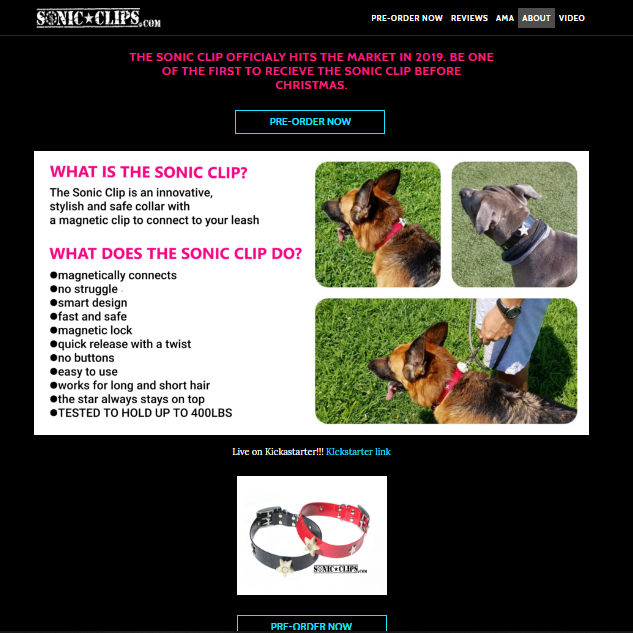 SONIC★CLIPS.COM
PRE-ORDER NOW REVIEWS AMA ABOUT VIDEO
THE SONIC CLIP OFFICIALY HITS THE MARKET IN 2019. BE ONE
OF THE FIRST TO RECIEVE THE SONIC CLIP BEFORE
CHRISTMAS.
PRE-ORDER NOW
WHAT IS THE SONIC CLIP?
The Sonic Clip is an innovative,
stylish and safe collar with
a magnetic clip to connect to your leash
WHAT DOES THE SONIC CLIP DO?
●magnetically connects
●no struggle
●smart design
●fast and safe
●magnetic lock
●quick release with a twist
●no buttons
●easy to use
●works for long and short hair
●the star always stays on top
●TESTED TO HOLD UP TO 400LBS
Live on Kickastarter!!! KIckstarter link
SONIC★CLIPS.COM
PRE-ORDER NOW